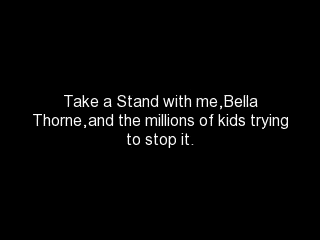 Take a Stand with me,Bella
Thorne,and the millions of kids trying
to stop it.